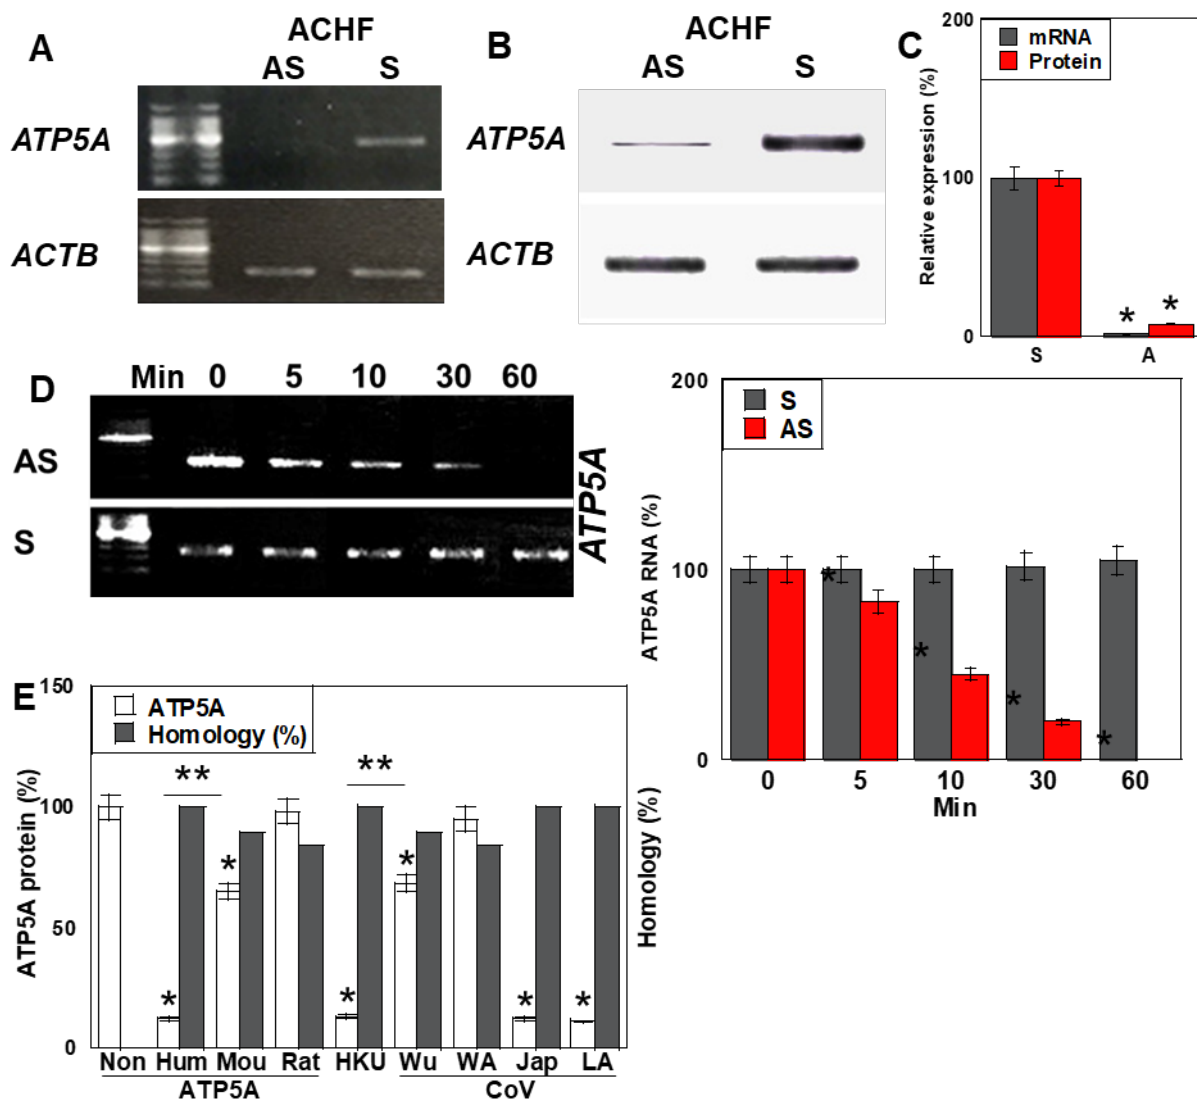 A
ACHF
AS S
ATP5A
ACTB
B
ACHF
AS S
ATP5A
ACTB
C
mRNA
Protein
Relative expression (%)
200
100
0
S A
* *
D
Min 0 5 10 30 60
AS
S
ATP5A
S
AS
ATP5A RNA (%)
200
100
0
* * * *
0 5 10 30 60
Min
E
ATP5A
Homology (%)
ATP5A protein (%)
150
100
50
0
** **
* * * * * *
Homology (%)
Non Hum Mou Rat HKU Wu WA Jap LA
ATP5A CoV